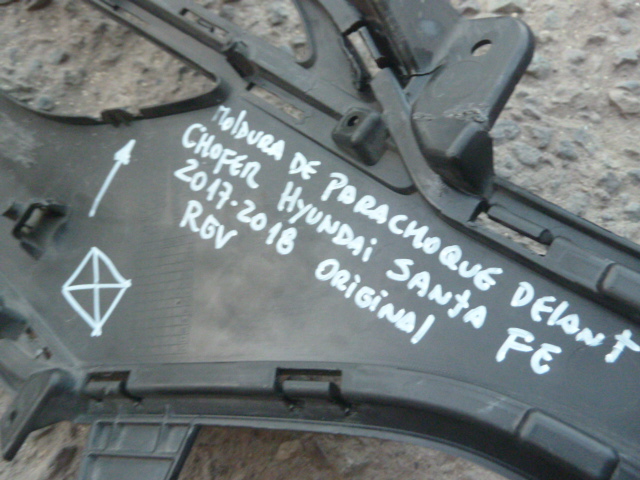 MOLDURA DE PARACHOQUE DELANT
CHOFER HYUNDAI SANTA FE
2017-2018 ORIGINAL
RGV